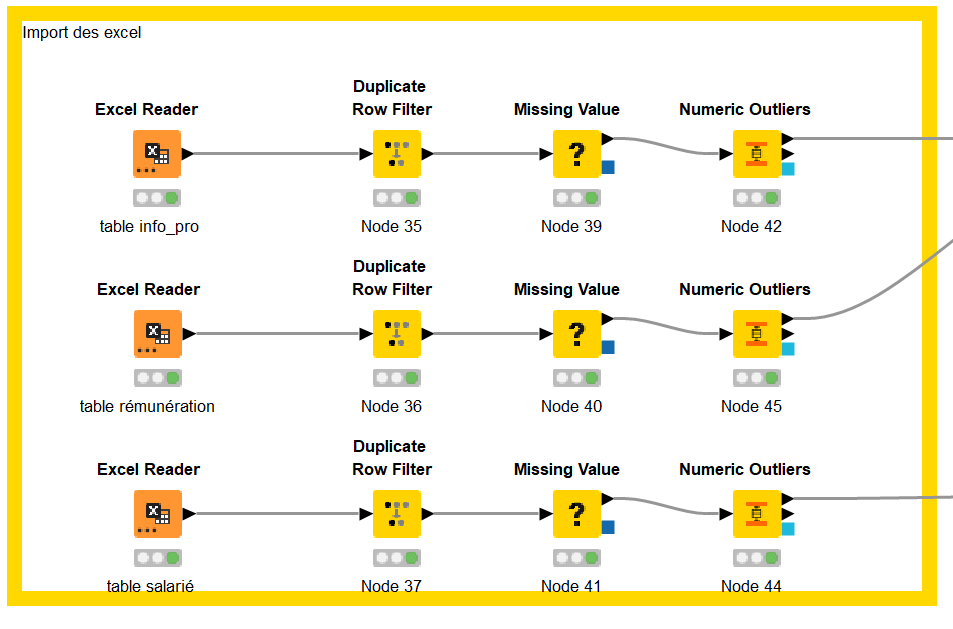 Import des excel
Duplicate
Excel Reader Row Filter Missing Value Numeric Outliers
table info_pro Node 35 Node 39 Node 42
Duplicate
Excel Reader Row Filter Missing Value Numeric Outliers
table rémunération Node 36 Node 40 Node 45
Duplicate
Excel Reader Row Filter Missing Value Numeric Outliers
table salarié Node 37 Node 41 Node 44